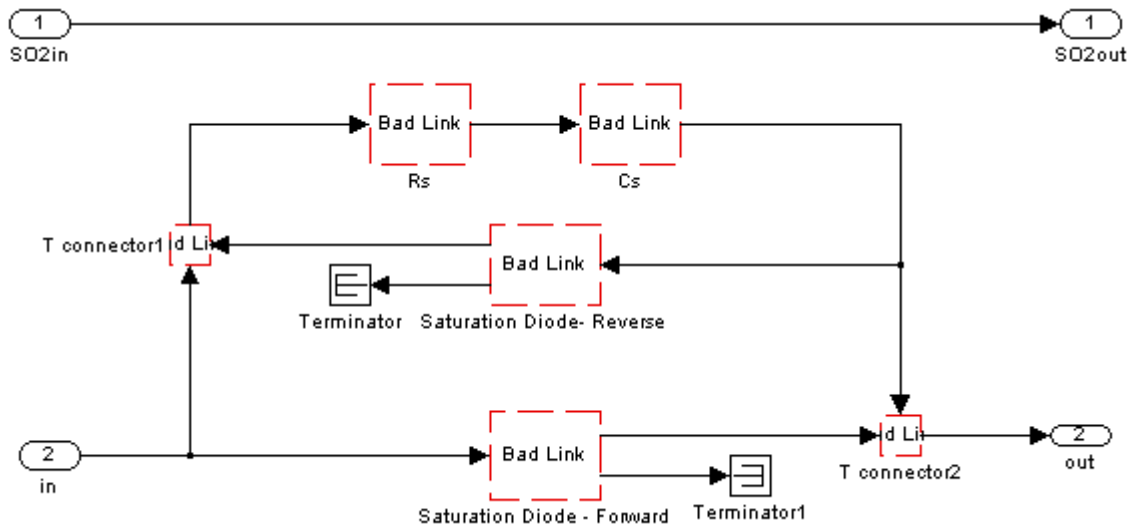 1
SO2in
1
SO2out
Bad Link
Rs
Bad Link
Cs
T connector1
d Li
Bad Link
Terminator
Saturation Diode- Reverse
2
in
Bad Link
Saturation Diode - Forward
Terminator1
d Li
T connector2
2
out